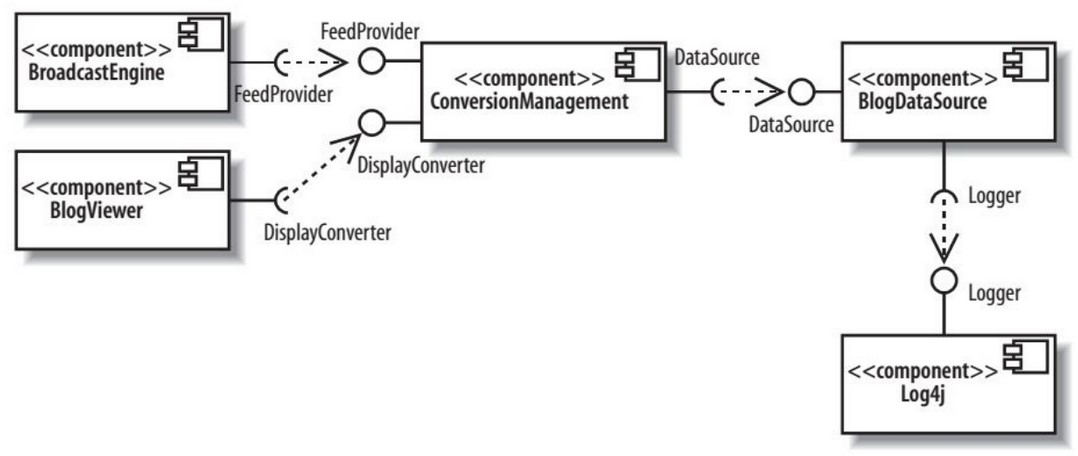 <<component>>
BroadcastEngine
FeedProvider
FeedProvider
<<component>>
ConversionManagement
DataSource
DataSource
<<component>>
BlogDataSource
<<component>>
BlogViewer
DisplayConverter
DisplayConverter
Logger
Logger
<<component>>
Log4j